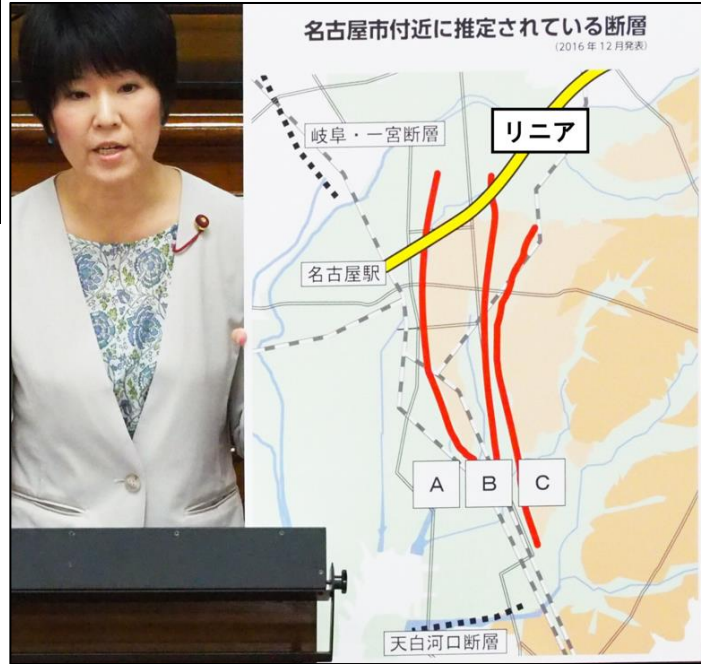 名古屋市付近に推定されている断層
(2016年12月発表)
岐阜・一宮断層
リニア
名古屋駅
A
B
C
天白河口断層